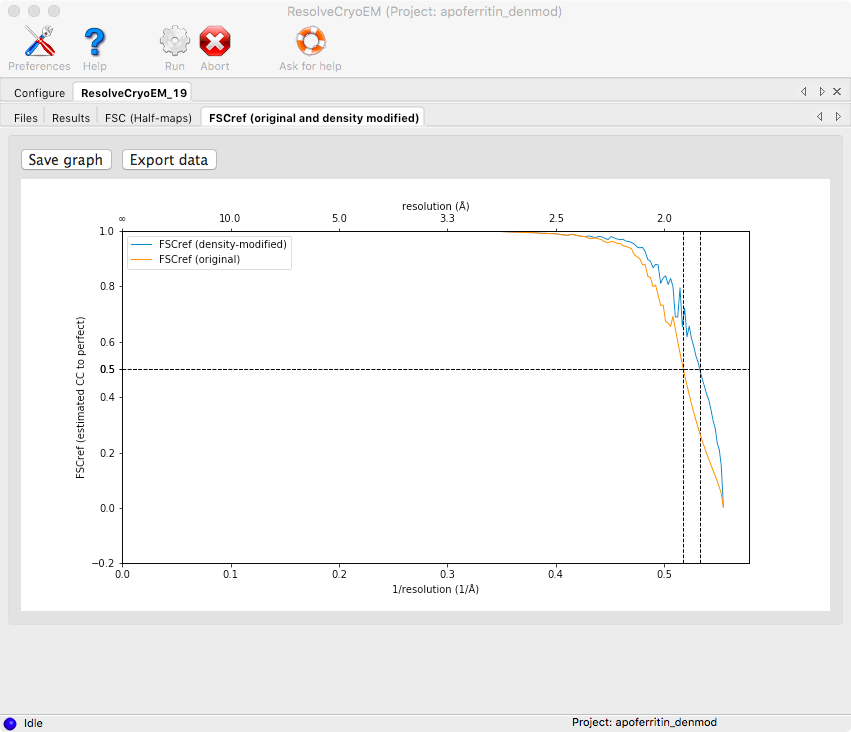 ResolveCryoEM (Project: apoferritin_denmod)
Preferences Help Run Abort Ask for help
Configure ResolveCryoEM_19
Files Results FSC (Half-maps) FSCref (original and density modified)
Save graph Export data
resolution (Å)
∞ 10.0 5.0 3.3 2.5 2.0
FSCref (density-modified)
FSCref (original)
1.0
0.8
0.6
0.5
0.4
0.2
0.0
−0.2
FSCref (estimated CC to perfect)
0.0 0.1 0.2 0.3 0.4 0.5
1/resolution (1/Å)
Idle Project: apoferritin_denmod